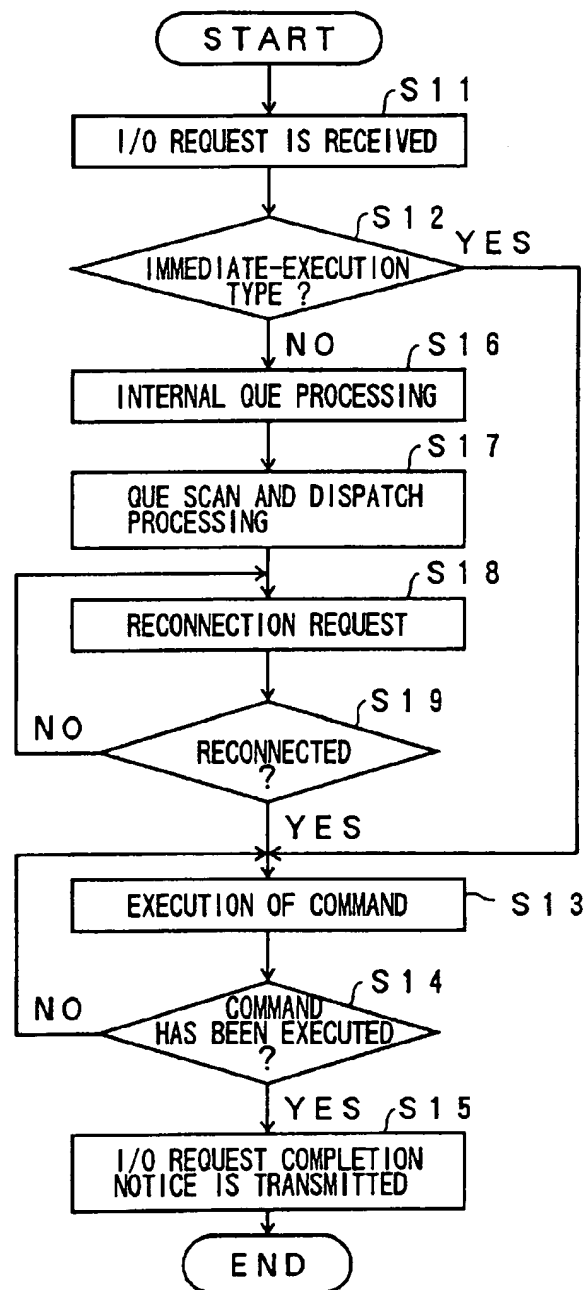 START
S11
I/O REQUEST IS RECEIVED
S12
YES
IMMEDIATE-EXECUTION
TYPE ?
NO
S16
INTERNAL QUE PROCESSING
S17
QUE SCAN AND DISPATCH
PROCESSING
S18
RECONNECTION REQUEST
S19
NO
RECONNECTED
?
YES
EXECUTION OF COMMAND
S13
S14
NO
COMMAND
HAS BEEN EXECUTED
?
YES
S15
I/O REQUEST COMPLETION
NOTICE IS TRANSMITTED
END